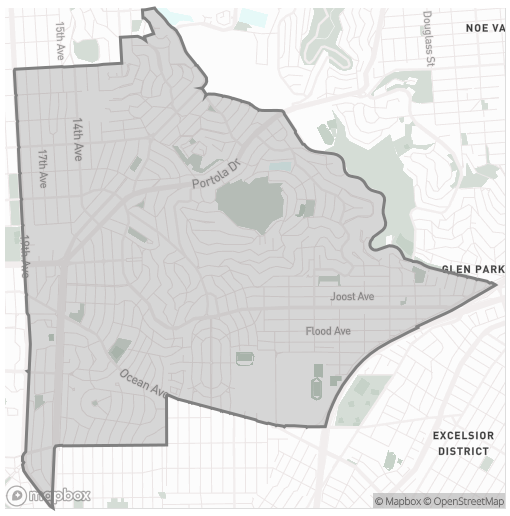 15th Ave
Douglass St
NOE VA
14th Ave
17th Ave
Portola Dr
19th Ave
GLEN PARK
Joost Ave
Flood Ave
Ocean Ave
EXCELSIOR
DISTRICT
mapbox
© Mapbox © OpenStreetMap